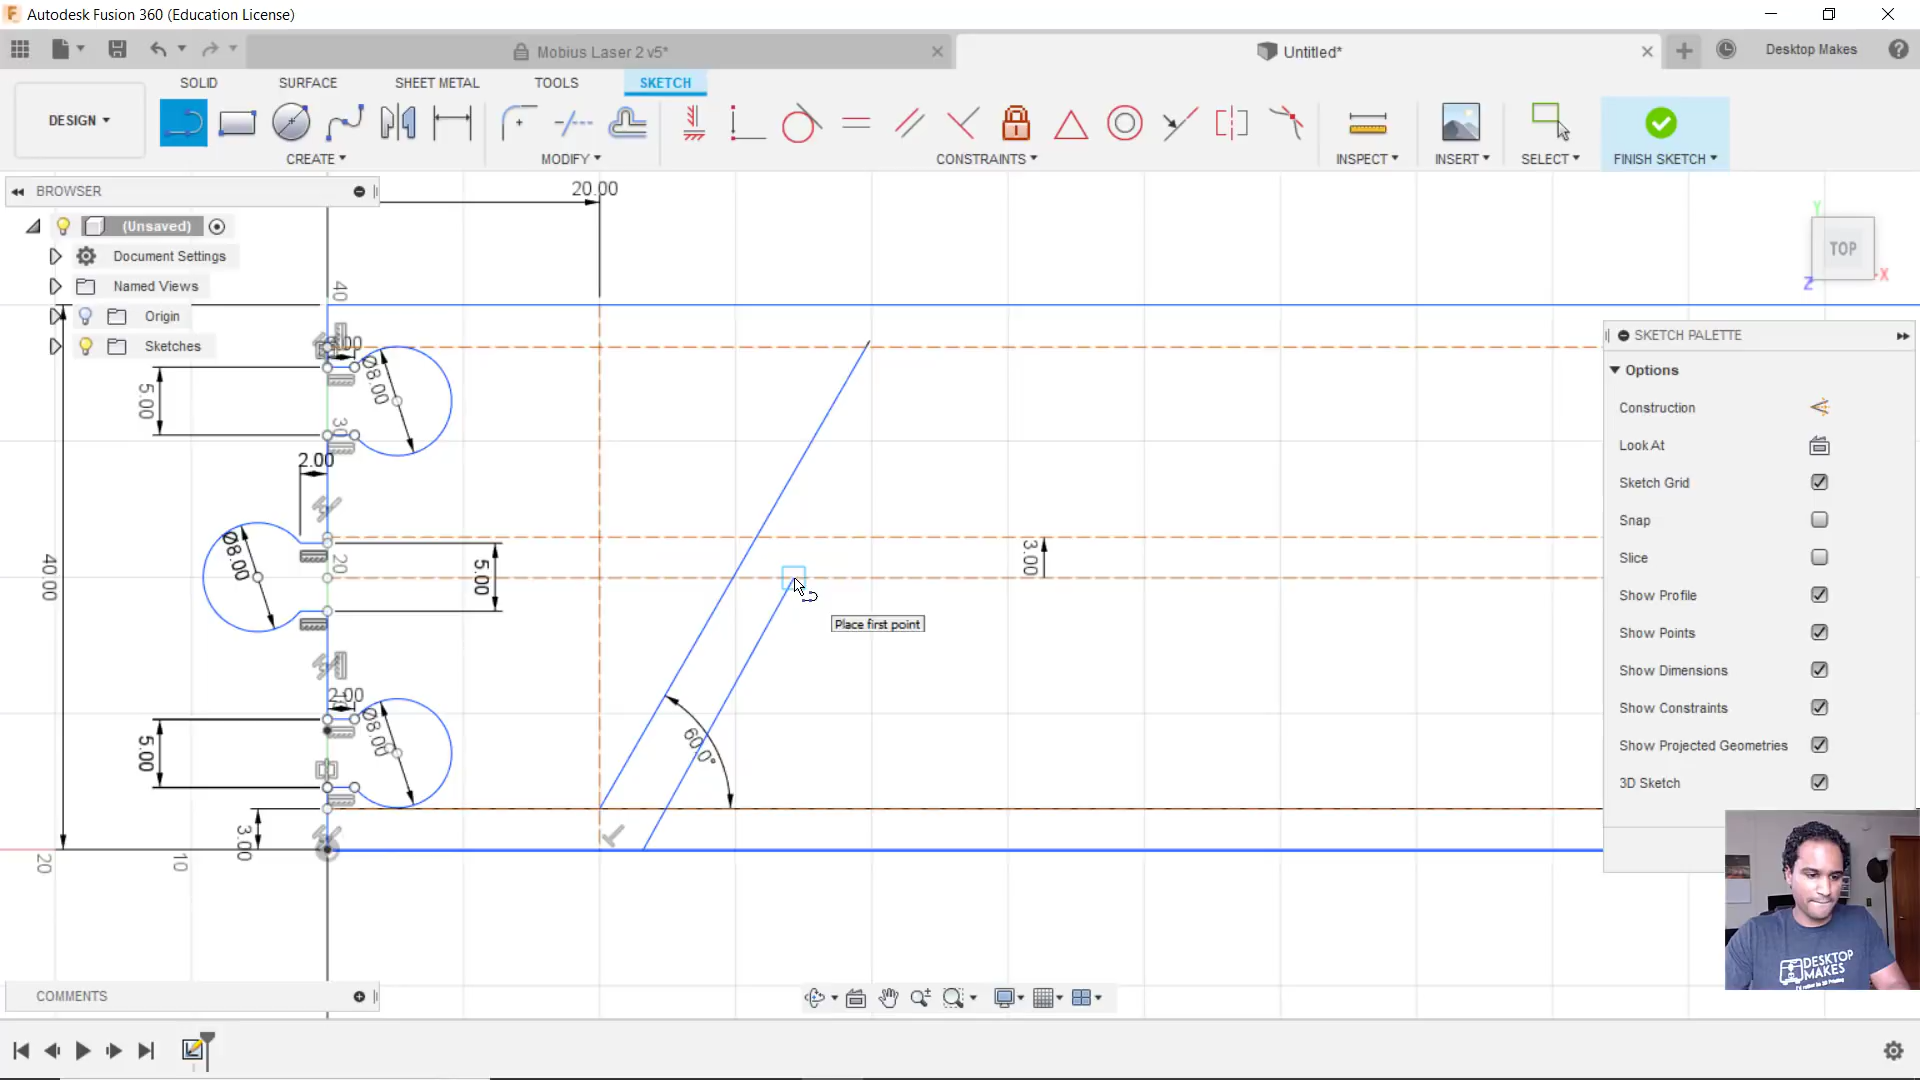 Autodesk Fusion 360 (Education License)
Mobius Laser 2 v5*
Untitled*
Desktop Makes
DESIGN
SOLID
SURFACE
SHEET METAL
TOOLS
SKETCH
CREATE
MODIFY
CONSTRAINTS
INSPECT
INSERT
SELECT
FINISH SKETCH
BROWSER
(Unsaved)
Document Settings
Named Views
Origin
Sketches
20.00
40
TOP
Y
X
Z
Ø8.00
5.00
30
2.00
Ø8.00
20
5.00
40.00
3.00
Place first point
2.00
Ø8.00
5.00
60.0°
3.00
20
10
SKETCH PALETTE
Options
Construction
Look At
Sketch Grid
Snap
Slice
Show Profile
Show Points
Show Dimensions
Show Constraints
Show Projected Geometries
3D Sketch
DESKTOP
MAKES
COMMENTS